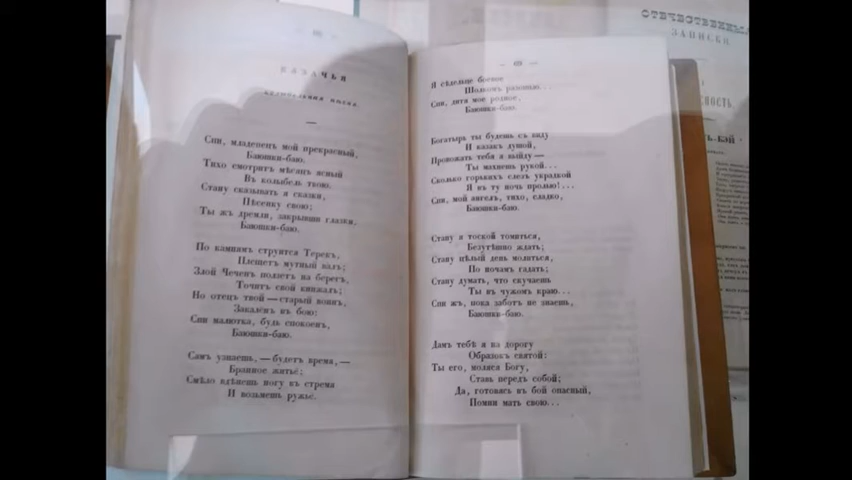 КАЗАЧЬЯ
КОЛЫБЕЛЬНАЯ ПѢСНЯ.
Спи, младенецъ мой прекрасный,
Баюшки-баю.
Тихо смотритъ мѣсяцъ ясный
Въ колыбель твою.
Стану сказывать я сказки,
Пѣсенку спою;
Ты жъ дремли, закрывши глазки,
Баюшки-баю.
По камнямъ струится Терекъ,
Плещетъ мутный валъ;
Злой Чеченъ ползетъ на берегъ,
Точитъ свой кинжалъ;
Но отецъ твой — старый воинъ,
Закаленъ въ бою:
Спи малютка, будь спокоенъ,
Баюшки-баю.
Самъ узнаешь, — будетъ время, —
Бранное житьё;
Смѣло вдѣнешь ногу въ стремя
И возьмешь ружьё.
Я сѣдельце боевое
Шолкомъ разошью...
Спи, дитя мое родное,
Баюшки-баю.
Богатырь ты будешь съ виду
И казакъ душой,
Провожать тебя я выйду —
Ты махнешь рукой...
Сколько горькихъ слезъ украдкой
Я въ ту ночь пролью!...
Спи, мой ангелъ, тихо, сладко,
Баюшки-баю.
Стану я тоской томиться,
Безутѣшно ждать;
Стану цѣлый день молиться,
По ночамъ гадать;
Стану думать, что скучаешь
Ты въ чужомъ краю...
Спи жъ, пока заботъ не знаешь,
Баюшки-баю.
Дамъ тебѣ я на дорогу
Образокъ святой:
Ты его, моляся Богу,
Ставь передъ собой;
Да, готовясь въ бой опасный,
Помни мать свою...
ОТЕЧЕСТВЕННЫ
ЗАПИСКИ